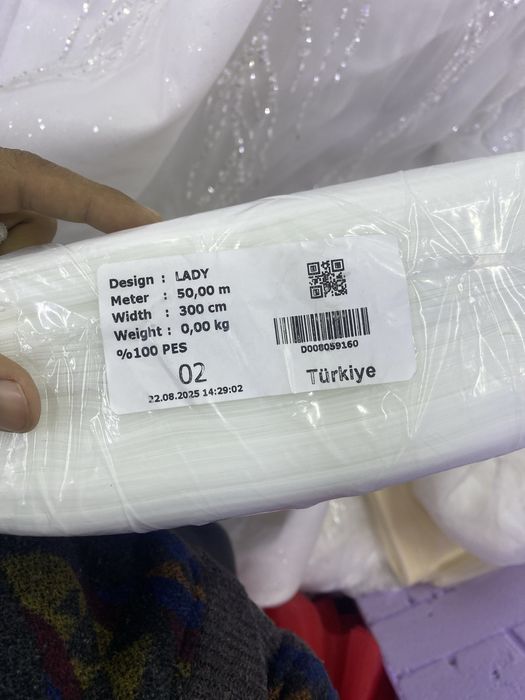 Design : LADY
Meter : 50,00 m
Width : 300 cm
Weight : 0,00 kg
%100 PES
02
22.08.2025 14:29:02
D008059160
Türkiye